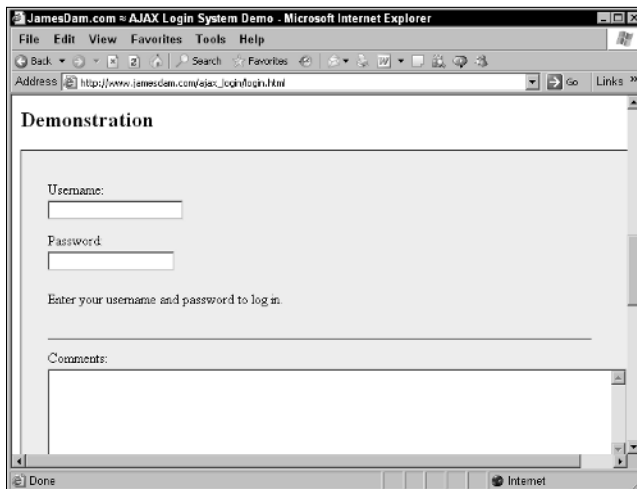 JamesDam.com ≈ AJAX Login System Demo - Microsoft Internet Explorer
File Edit View Favorites Tools Help
Back Search Favorites
Address http://www.jamesdam.com/ajax_login/login.html Go Links »
Demonstration
Username:
Password:
Enter your username and password to log in.
Comments:
Done Internet